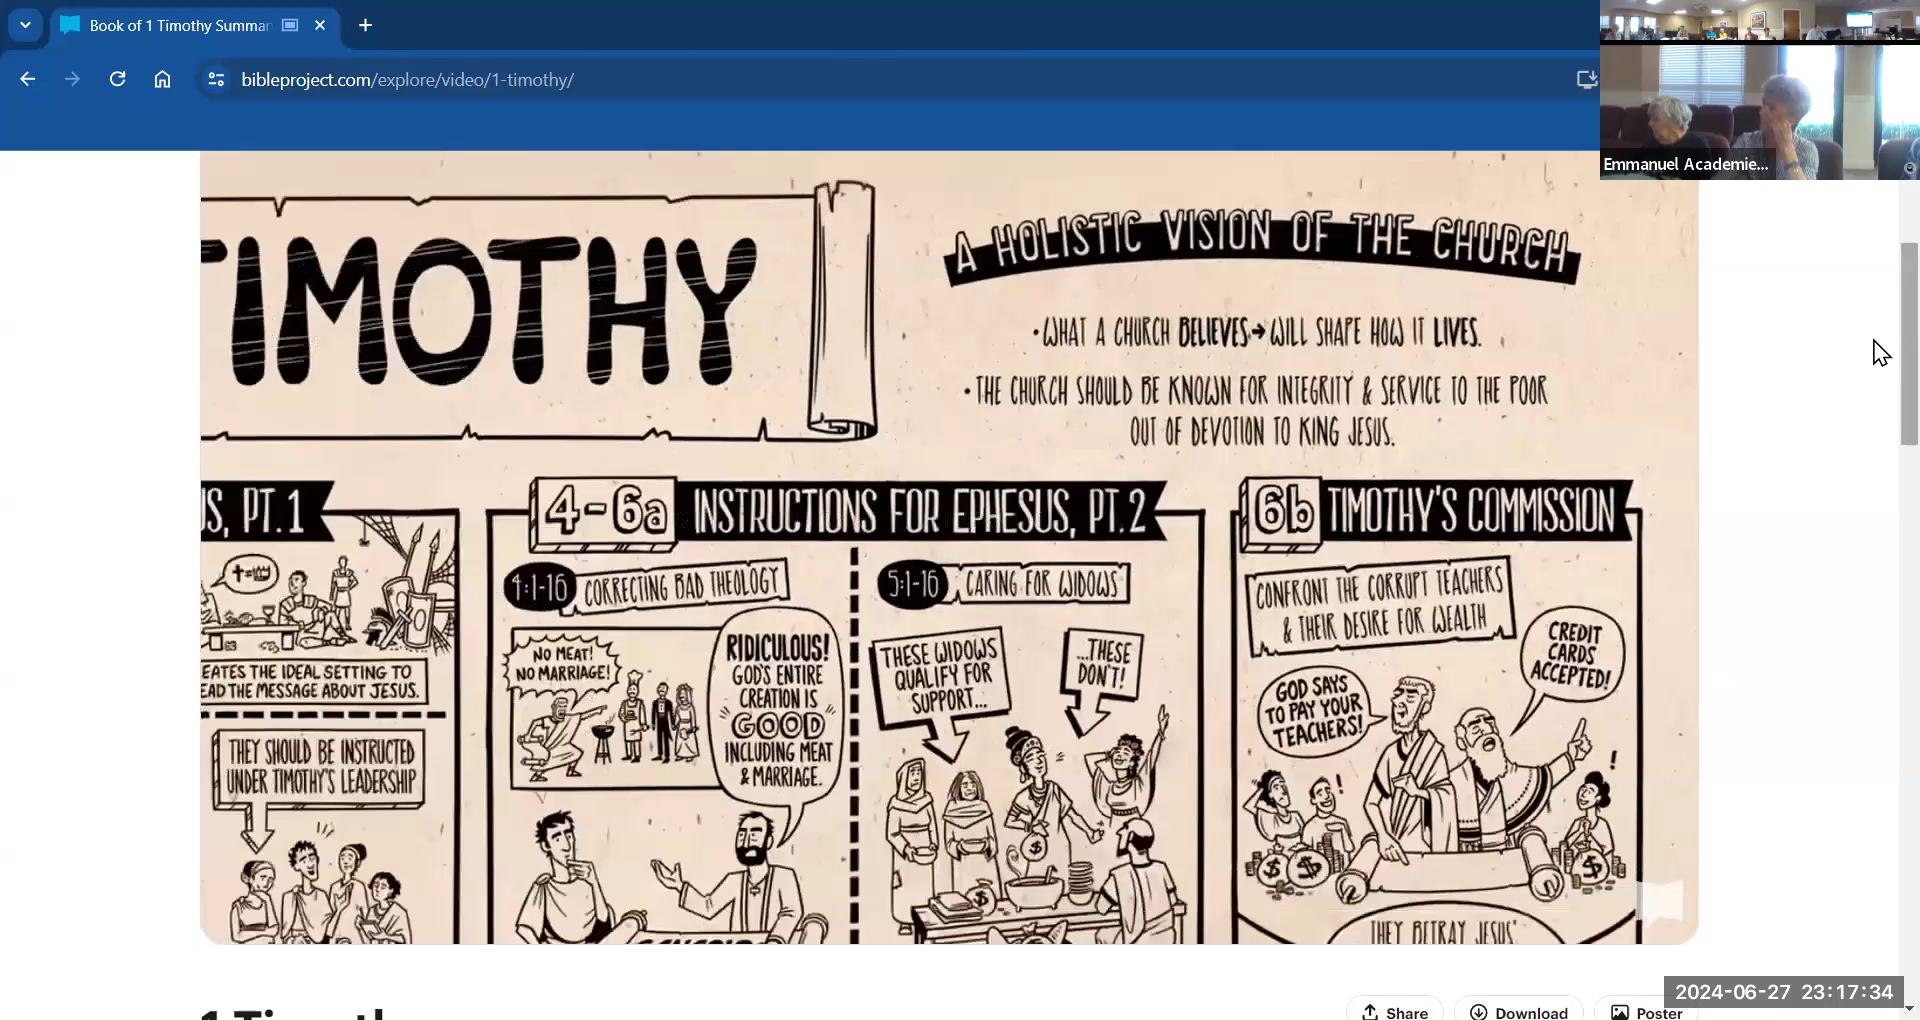 Book of 1 Timothy Summar
bibleproject.com/explore/video/1-timothy/
Emmanuel Academie...
TIMOTHY
A HOLISTIC VISION OF THE CHURCH
• WHAT A CHURCH BELIEVES → WILL SHAPE HOW IT LIVES.
• THE CHURCH SHOULD BE KNOWN FOR INTEGRITY & SERVICE TO THE POOR
OUT OF DEVOTION TO KING JESUS.
S, PT.1
EATES THE IDEAL SETTING TO
EAD THE MESSAGE ABOUT JESUS.
THEY SHOULD BE INSTRUCTED
UNDER TIMOTHY'S LEADERSHIP
4-6a INSTRUCTIONS FOR EPHESUS, PT.2
4:1-16 CORRECTING BAD THEOLOGY
NO MEAT!
NO MARRIAGE!
RIDICULOUS!
GOD'S ENTIRE
CREATION IS
"GOOD"
INCLUDING MEAT
& MARRIAGE.
5:1-16 CARING FOR WIDOWS
THESE WIDOWS
QUALIFY FOR
SUPPORT...
...THESE
DON'T!
6b TIMOTHY'S COMMISSION
CONFRONT THE CORRUPT TEACHERS
& THEIR DESIRE FOR WEALTH
GOD SAYS
TO PAY YOUR
TEACHERS!
CREDIT
CARDS
ACCEPTED!
!
!
$ $ $ $
THEY BETRAY JESUS'
1 Timoth
Share
Download
Poster
2024-06-27 23:17:34